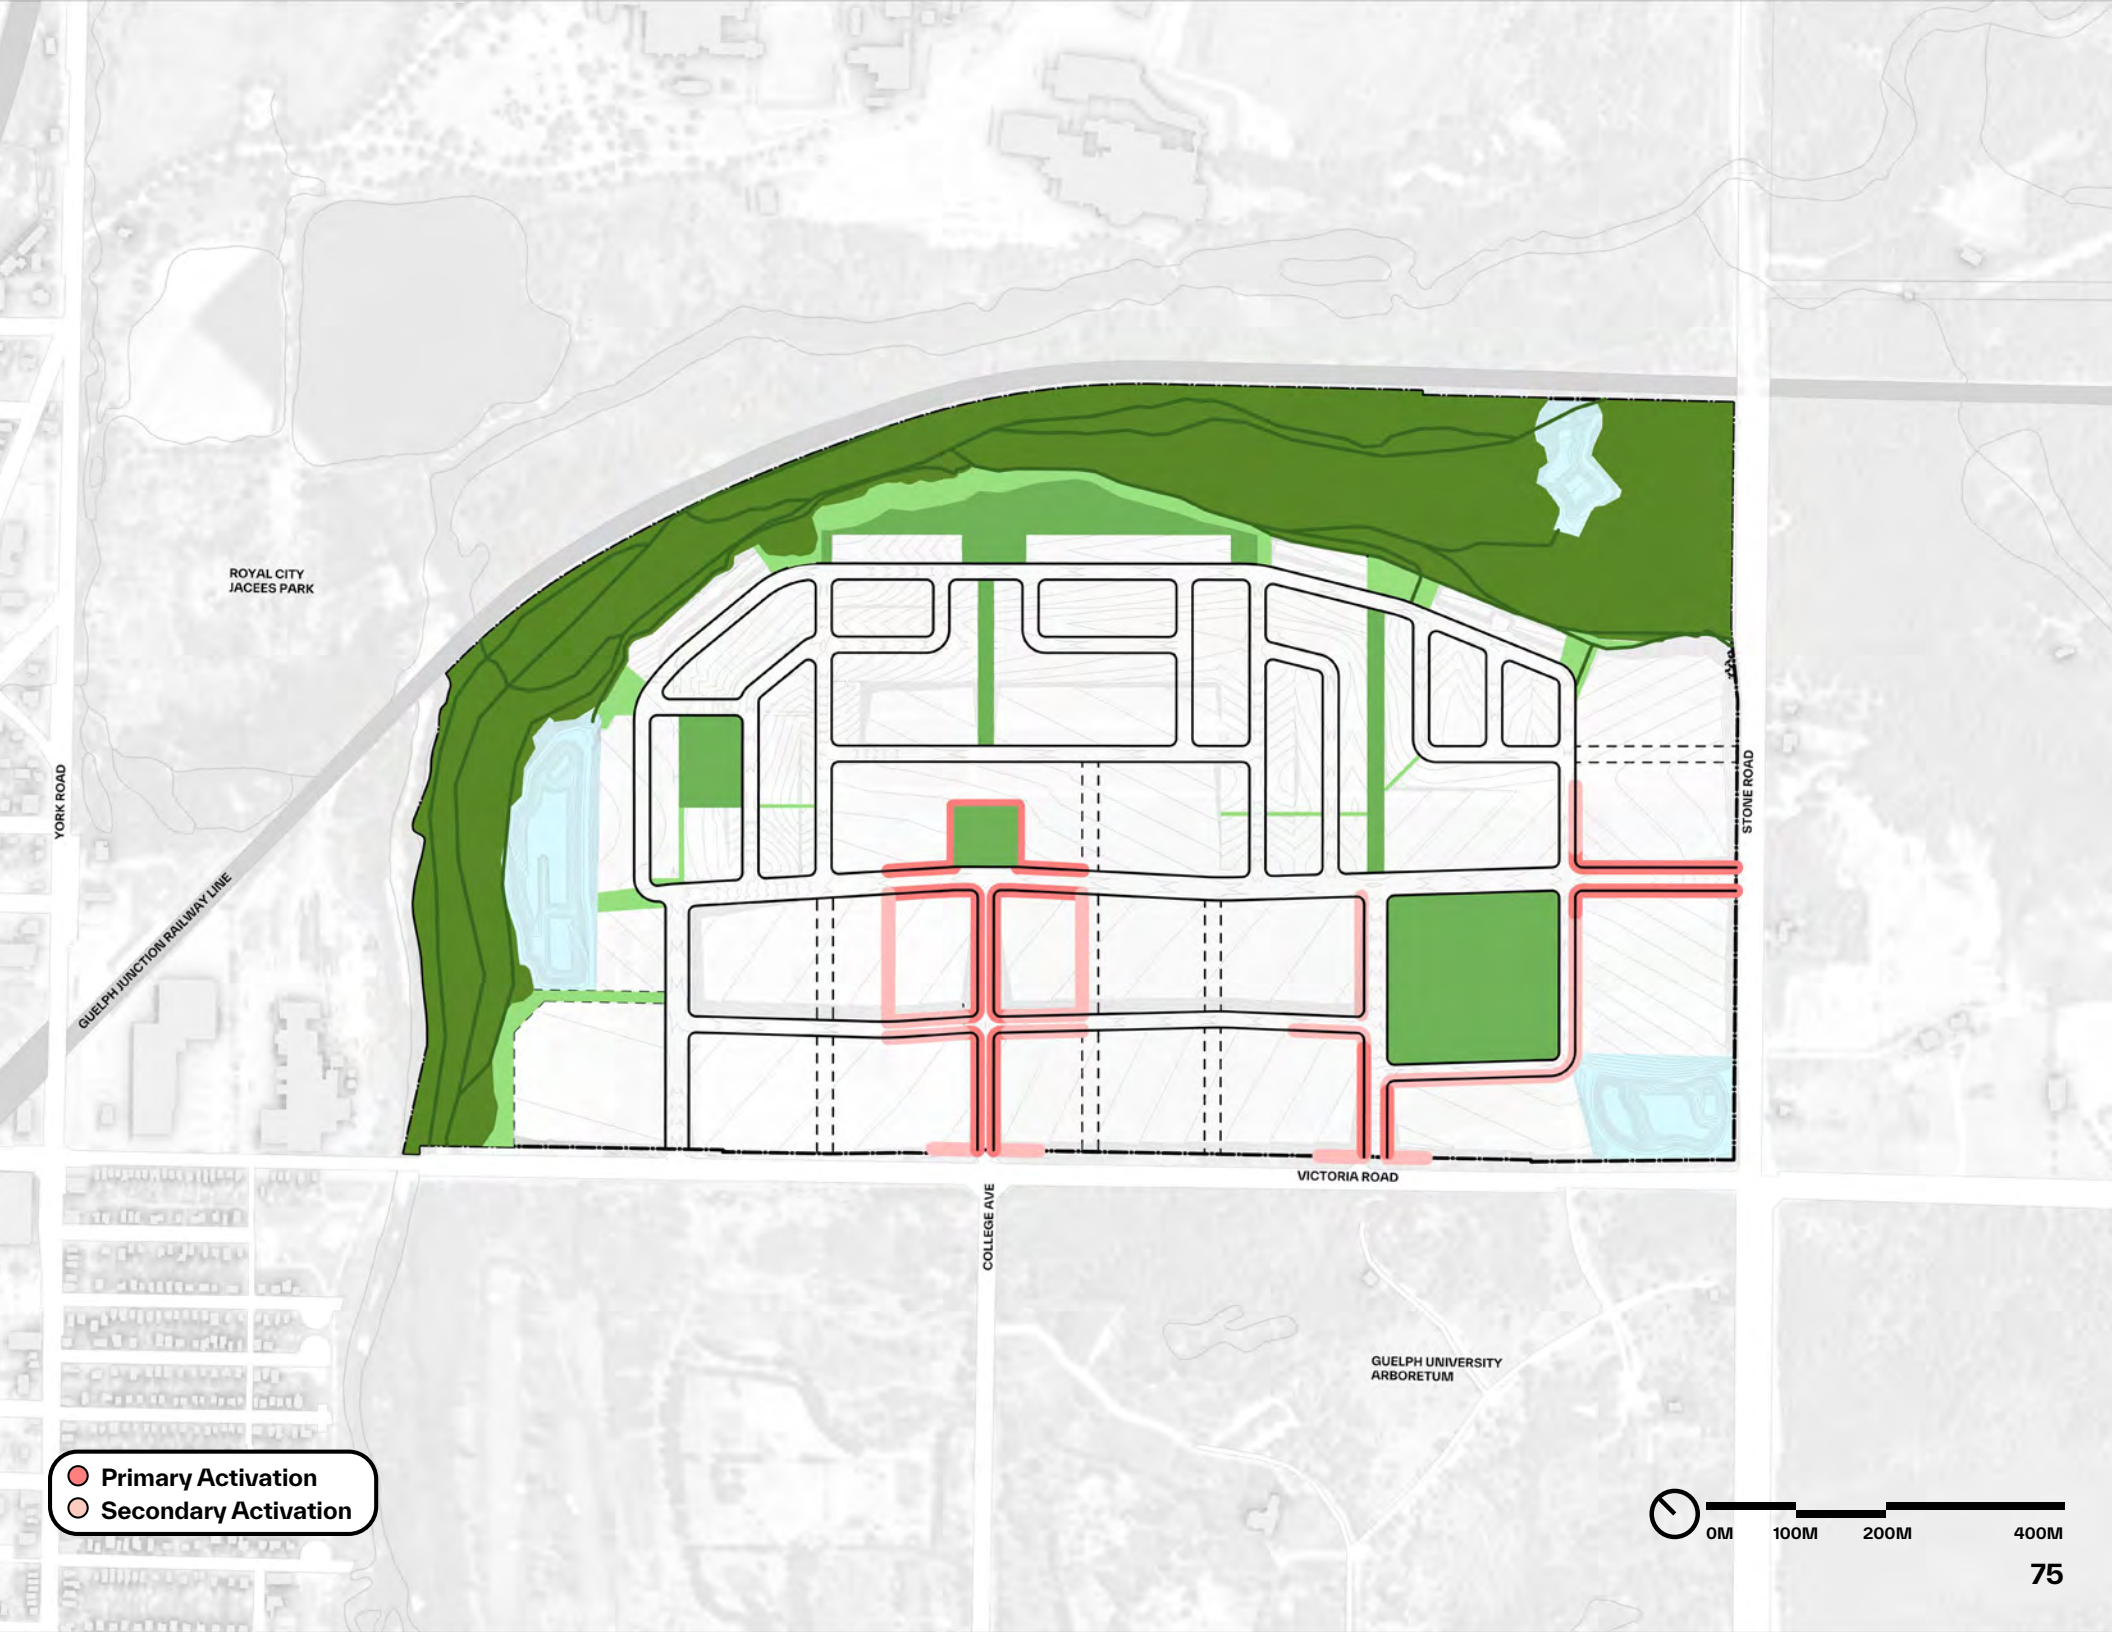 ROYAL CITY
JACEES PARK
YORK ROAD
GUELPH JUNCTION RAILWAY LINE
STONE ROAD
VICTORIA ROAD
COLLEGE AVE
GUELPH UNIVERSITY
ARBORETUM
Primary Activation
Secondary Activation
0M 100M 200M 400M
75